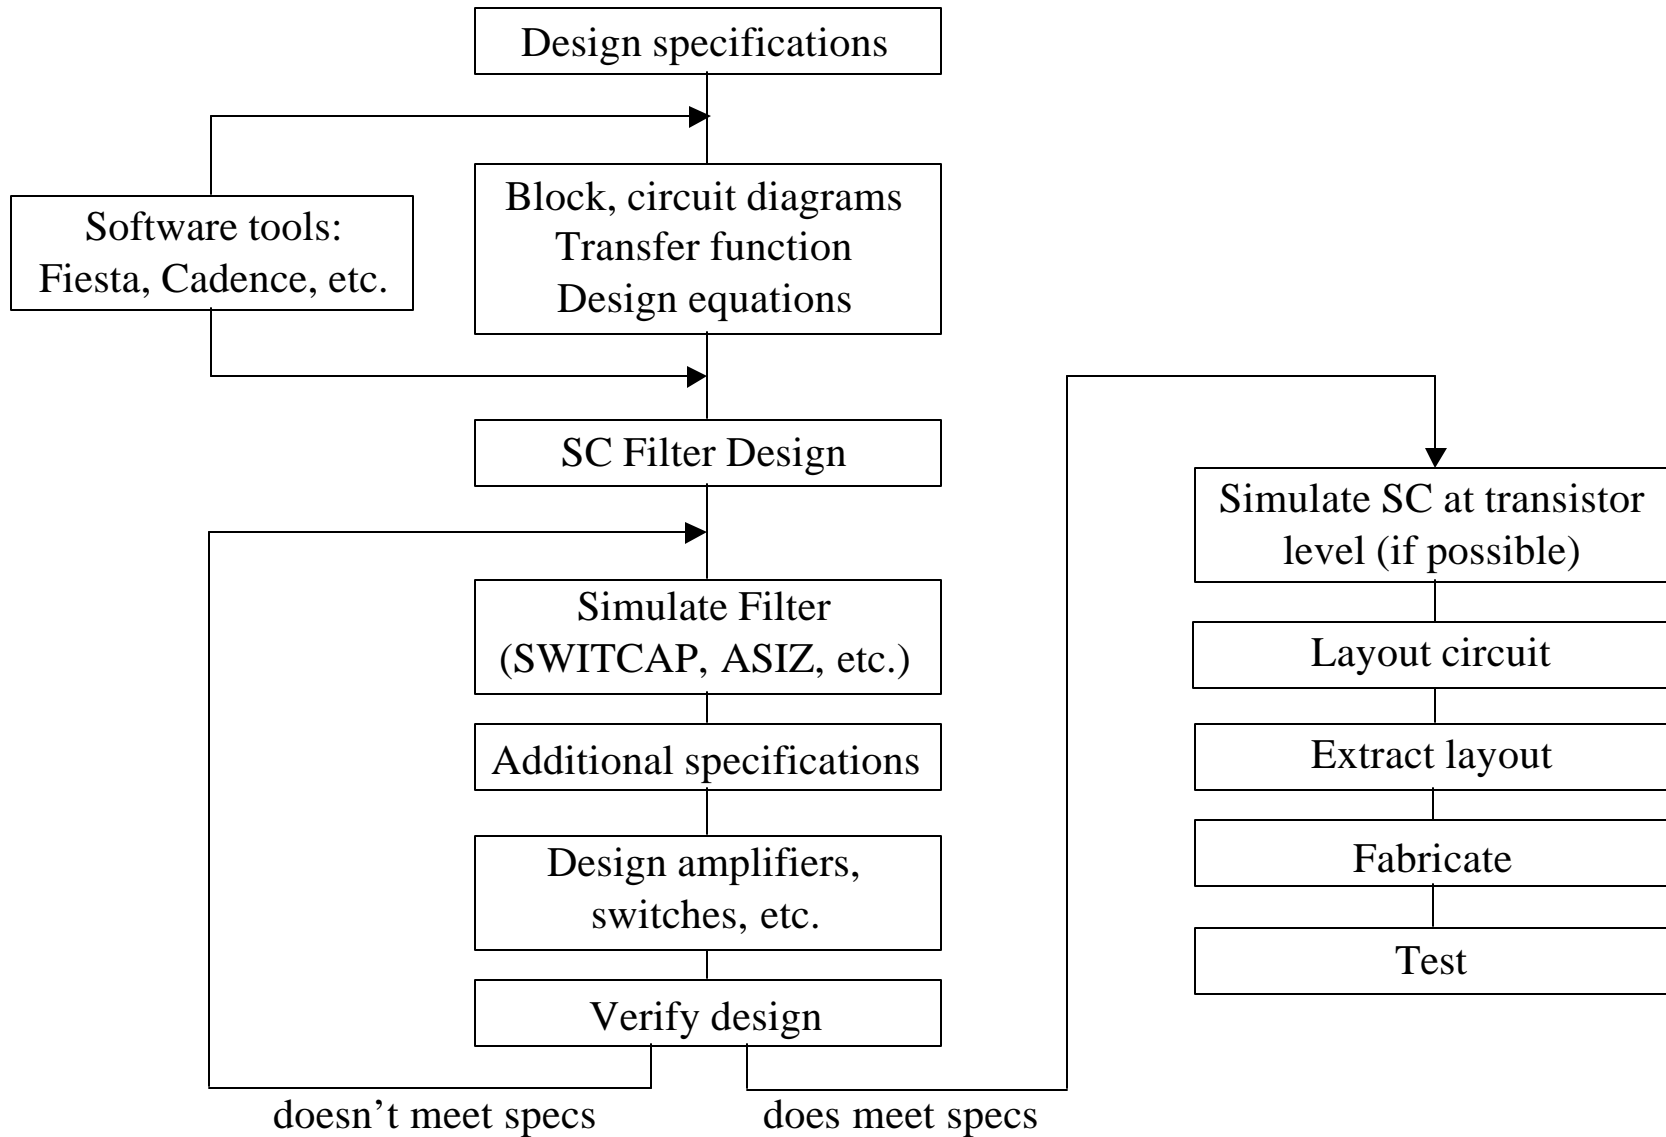 Design specifications
Software tools:
Fiesta, Cadence, etc.
Block, circuit diagrams
Transfer function
Design equations
SC Filter Design
Simulate Filter
(SWITCAP, ASIZ, etc.)
Additional specifications
Design amplifiers,
switches, etc.
Verify design
doesn’t meet specs
does meet specs
Simulate SC at transistor
level (if possible)
Layout circuit
Extract layout
Fabricate
Test